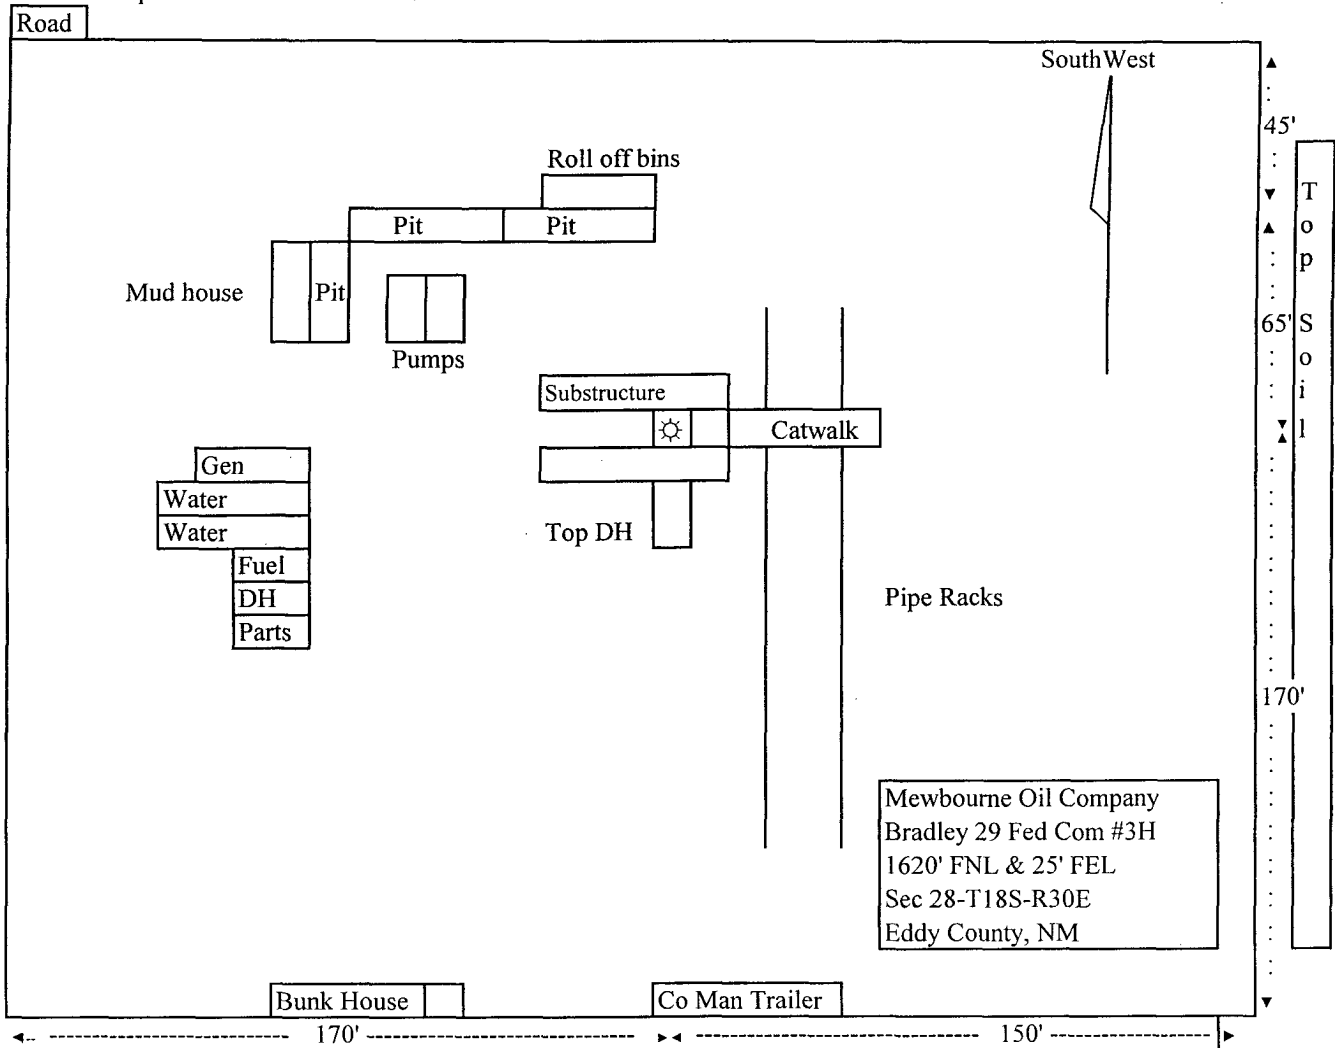 Road
SouthWest
45'
Roll off bins
Pit
Pit
Mud house
Pit
Pumps
65'
Top Soil
Substructure
Catwalk
Gen
Water
Water
Top DH
Fuel
DH
Parts
Pipe Racks
170'
Mewbourne Oil Company
Bradley 29 Fed Com #3H
1620' FNL & 25' FEL
Sec 28-T18S-R30E
Eddy County, NM
Bunk House
Co Man Trailer
170'
150'